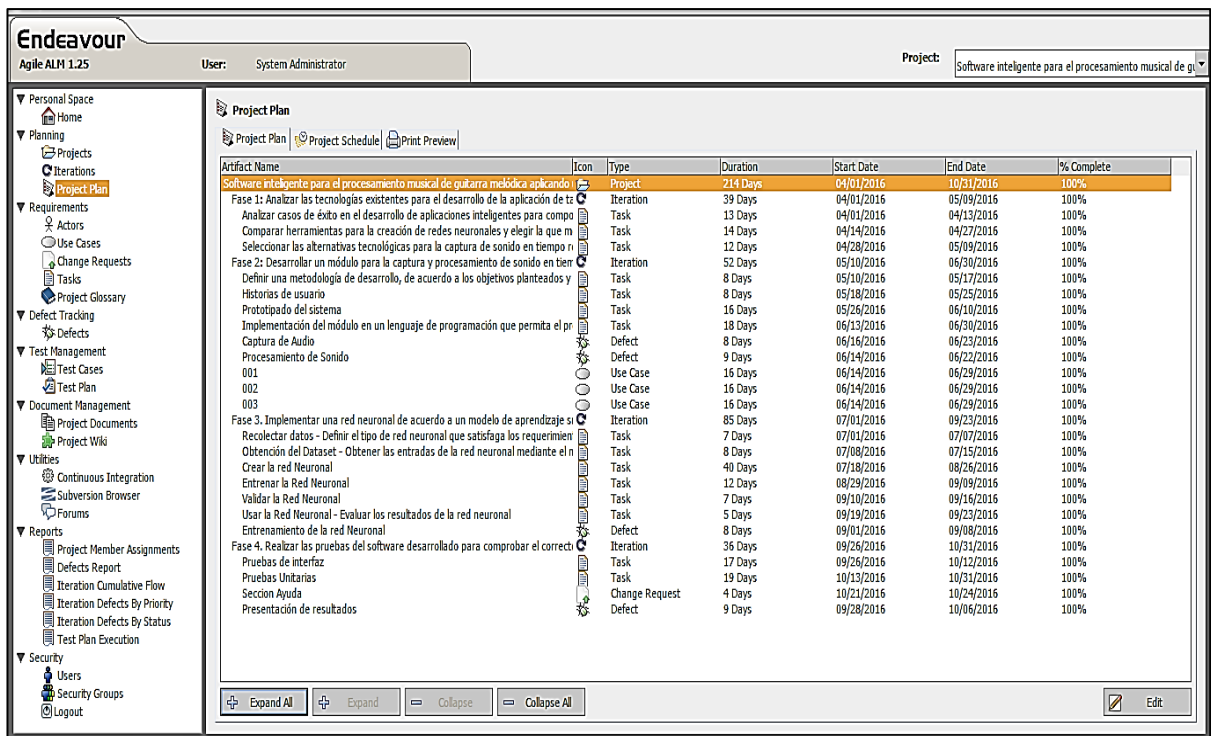 Endeavour
Agile ALM 1.25 User: System Administrator
Project: Software inteligente para el procesamiento musical de gu
Personal Space
Home
Planning
Projects
Iterations
Project Plan
Requirements
Actors
Use Cases
Change Requests
Tasks
Project Glossary
Defect Tracking
Defects
Test Management
Test Cases
Test Plan
Document Management
Project Documents
Project Wiki
Utilities
Continuous Integration
Subversion Browser
Forums
Reports
Project Member Assignments
Defects Report
Iteration Cumulative Flow
Iteration Defects By Priority
Iteration Defects By Status
Test Plan Execution
Security
Users
Security Groups
Logout
Project Plan
Project Plan Project Schedule Print Preview
Artifact Name Icon Type Duration Start Date End Date % Complete
Software inteligente para el procesamiento musical de guitarra melódica aplicando Project 214 Days 04/01/2016 10/31/2016 100%
Fase 1: Analizar las tecnologías existentes para el desarrollo de la aplicación de ta Iteration 39 Days 04/01/2016 05/09/2016 100%
Analizar casos de éxito en el desarrollo de aplicaciones inteligentes para compo Task 13 Days 04/01/2016 04/13/2016 100%
Comparar herramientas para la creación de redes neuronales y elegir la que m Task 14 Days 04/14/2016 04/27/2016 100%
Seleccionar las alternativas tecnológicas para la captura de sonido en tiempo r Task 12 Days 04/28/2016 05/09/2016 100%
Fase 2: Desarrollar un módulo para la captura y procesamiento de sonido en tiem Iteration 52 Days 05/10/2016 06/30/2016 100%
Definir una metodología de desarrollo, de acuerdo a los objetivos planteados y Task 8 Days 05/10/2016 05/17/2016 100%
Historias de usuario Task 8 Days 05/18/2016 05/25/2016 100%
Prototipado del sistema Task 16 Days 05/26/2016 06/10/2016 100%
Implementación del módulo en un lenguaje de programación que permita el pr Task 18 Days 06/13/2016 06/30/2016 100%
Captura de Audio Defect 8 Days 06/16/2016 06/23/2016 100%
Procesamiento de Sonido Defect 9 Days 06/14/2016 06/22/2016 100%
001 Use Case 16 Days 06/14/2016 06/29/2016 100%
002 Use Case 16 Days 06/14/2016 06/29/2016 100%
003 Use Case 16 Days 06/14/2016 06/29/2016 100%
Fase 3. Implementar una red neuronal de acuerdo a un modelo de aprendizaje s Iteration 85 Days 07/01/2016 09/23/2016 100%
Recolectar datos - Definir el tipo de red neuronal que satisfaga los requerimien Task 7 Days 07/01/2016 07/07/2016 100%
Obtención del Dataset - Obtener las entradas de la red neuronal mediante el n Task 8 Days 07/08/2016 07/15/2016 100%
Crear la red Neuronal Task 40 Days 07/18/2016 08/26/2016 100%
Entrenar la Red Neuronal Task 12 Days 08/29/2016 09/09/2016 100%
Validar la Red Neuronal Task 7 Days 09/10/2016 09/16/2016 100%
Usar la Red Neuronal - Evaluar los resultados de la red neuronal Task 5 Days 09/19/2016 09/23/2016 100%
Entrenamiento de la red Neuronal Defect 8 Days 09/01/2016 09/08/2016 100%
Fase 4. Realizar las pruebas del software desarrollado para comprobar el correct Iteration 36 Days 09/26/2016 10/31/2016 100%
Pruebas de interfaz Task 17 Days 09/26/2016 10/12/2016 100%
Pruebas Unitarias Task 19 Days 10/13/2016 10/31/2016 100%
Seccion Ayuda Change Request 4 Days 10/21/2016 10/24/2016 100%
Presentación de resultados Defect 9 Days 09/28/2016 10/06/2016 100%
Expand All Expand Collapse Collapse All Edit